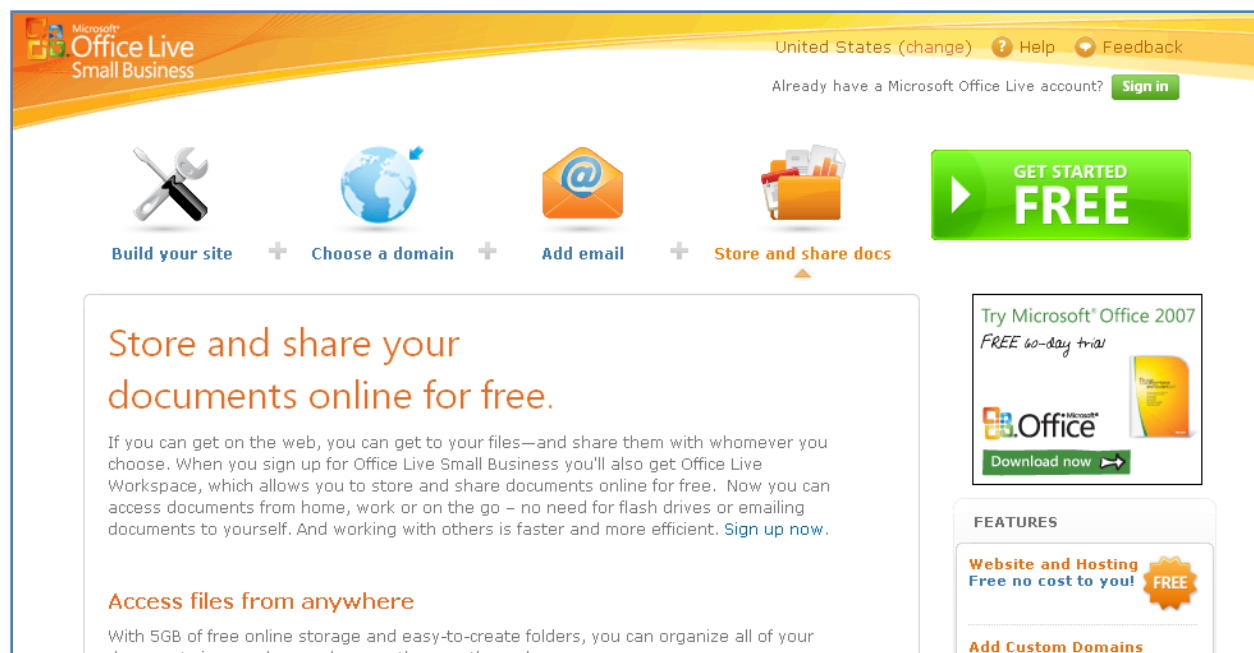 Microsoft®
Office Live
Small Business
United States (change) ? Help Feedback
Already have a Microsoft Office Live account? Sign in
GET STARTED
FREE
Build your site + Choose a domain + Add email + Store and share docs
Store and share your
documents online for free.
If you can get on the web, you can get to your files—and share them with whomever you
choose. When you sign up for Office Live Small Business you'll also get Office Live
Workspace, which allows you to store and share documents online for free. Now you can
access documents from home, work or on the go – no need for flash drives or emailing
documents to yourself. And working with others is faster and more efficient. Sign up now.
Access files from anywhere
With 5GB of free online storage and easy-to-create folders, you can organize all of your
Try Microsoft® Office 2007
FREE 60-day trial
Microsoft®
Office
Download now
FEATURES
Website and Hosting
Free no cost to you!
FREE
Add Custom Domains